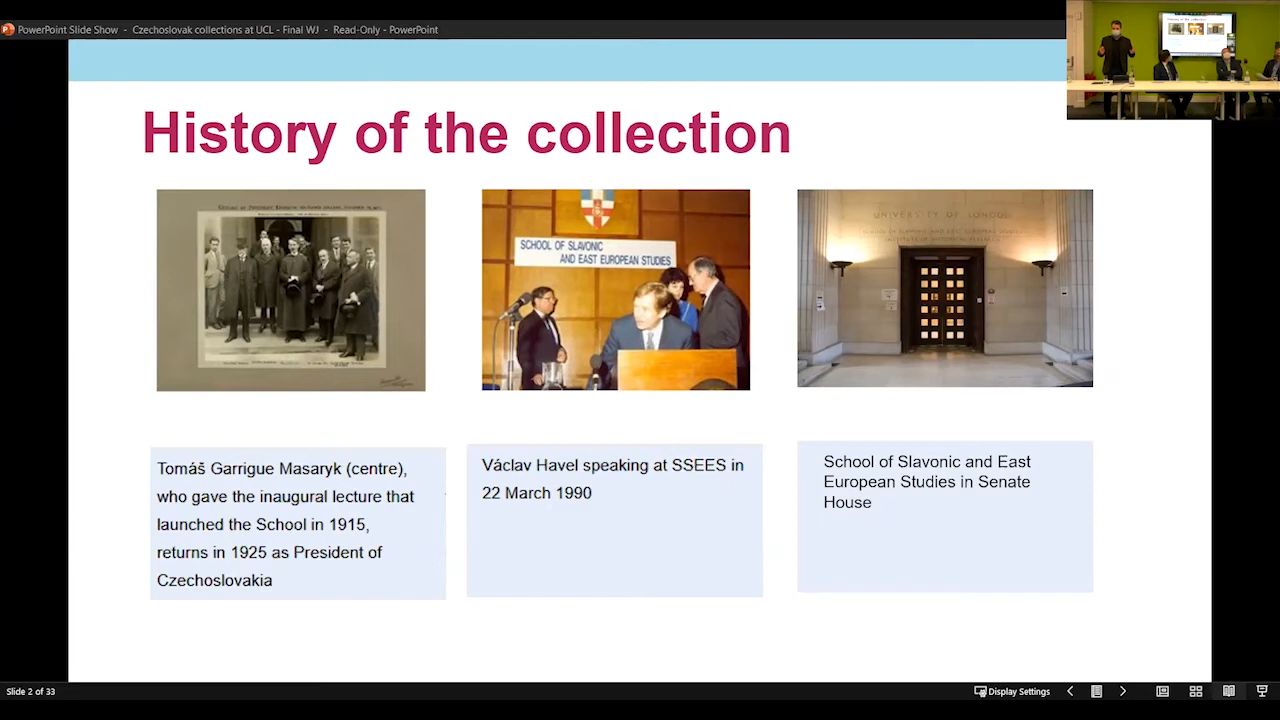 PowerPoint Slide Show - Czechoslovak collections at UCL - Final WJ - Read-Only - PowerPoint
History of the collection
SCHOOL OF SLAVONIC
AND EAST EUROPEAN STUDIES
UNIVERSITY OF LONDON
Tomáš Garrigue Masaryk (centre),
who gave the inaugural lecture that
launched the School in 1915,
returns in 1925 as President of
Czechoslovakia
Václav Havel speaking at SSEES in
22 March 1990
School of Slavonic and East
European Studies in Senate
House
Slide 2 of 33
Display Settings